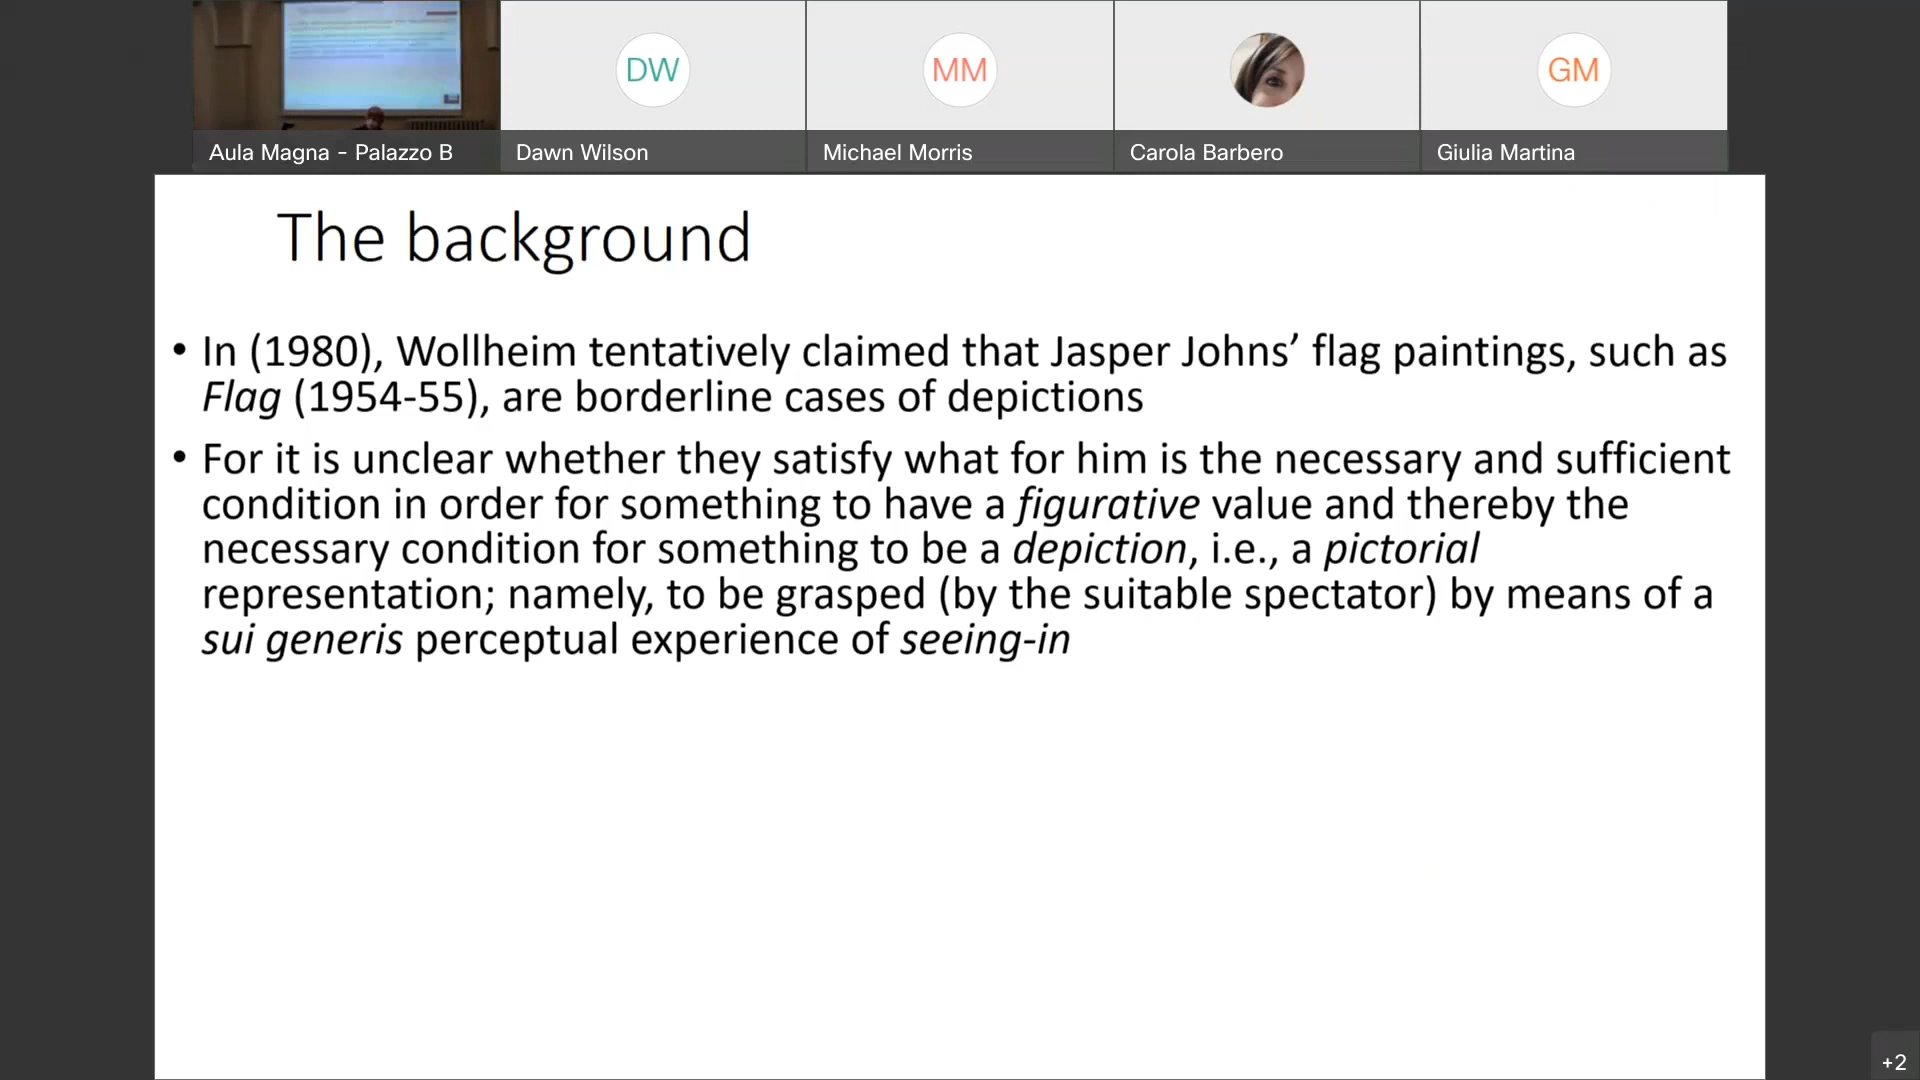 DW
MM
GM
Aula Magna - Palazzo B
Dawn Wilson
Michael Morris
Carola Barbero
Giulia Martina
The background
• In (1980), Wollheim tentatively claimed that Jasper Johns’ flag paintings, such as
Flag (1954-55), are borderline cases of depictions
• For it is unclear whether they satisfy what for him is the necessary and sufficient
condition in order for something to have a figurative value and thereby the
necessary condition for something to be a depiction, i.e., a pictorial
representation; namely, to be grasped (by the suitable spectator) by means of a
sui generis perceptual experience of seeing-in
+2